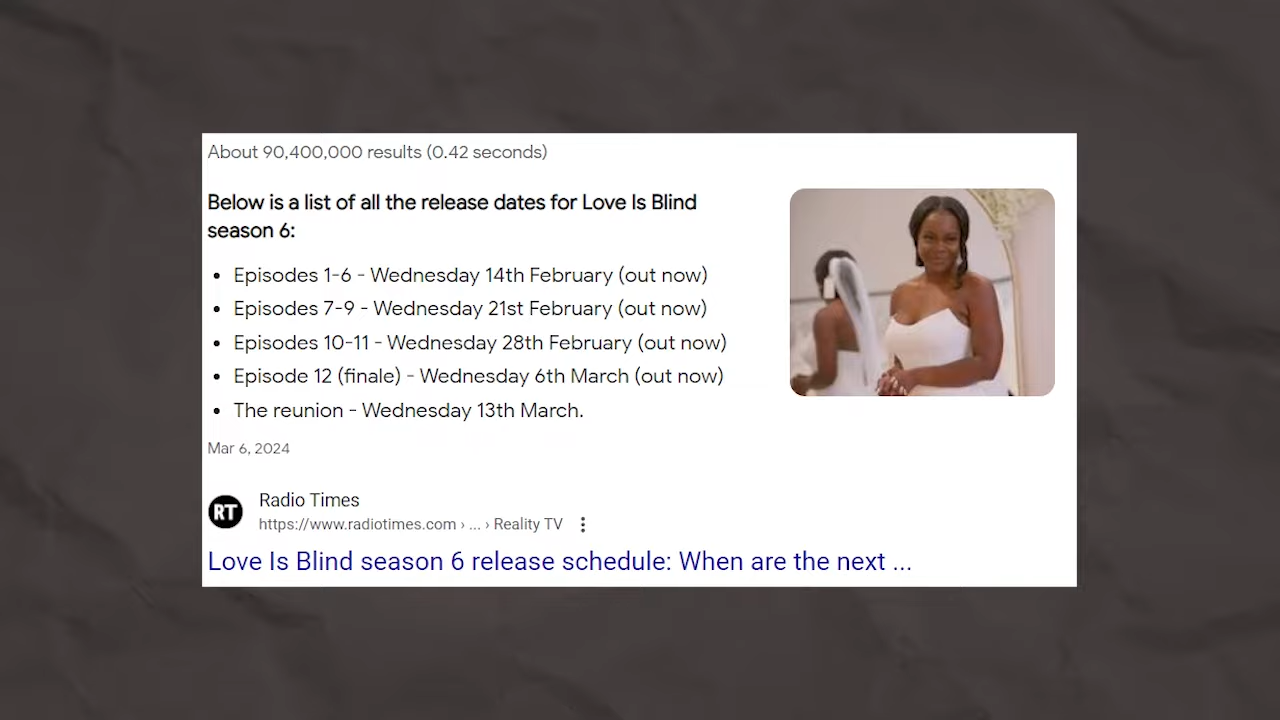 About 90,400,000 results (0.42 seconds)
Below is a list of all the release dates for Love Is Blind
season 6:
• Episodes 1-6 - Wednesday 14th February (out now)
• Episodes 7-9 - Wednesday 21st February (out now)
• Episodes 10-11 - Wednesday 28th February (out now)
• Episode 12 (finale) - Wednesday 6th March (out now)
• The reunion - Wednesday 13th March.
Mar 6, 2024
RT
Radio Times
https://www.radiotimes.com › ... › Reality TV
Love Is Blind season 6 release schedule: When are the next ...